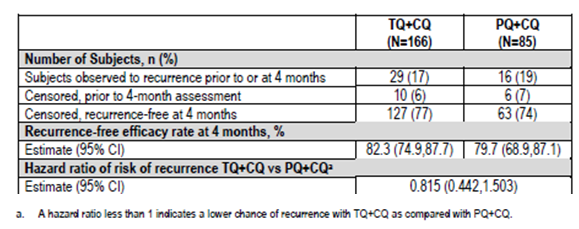 TQ+CQ PQ+CQ
(N=166) (N=85)
Number of Subjects, n (%)
Subjects observed to recurrence prior to or at 4 months 29 (17) 16 (19)
Censored, prior to 4-month assessment 10 (6) 6 (7)
Censored, recurrence-free at 4 months 127 (77) 63 (74)
Recurrence-free efficacy rate at 4 months, %
Estimate (95% CI) 82.3 (74.9,87.7) 79.7 (68.9,87.1)
Hazard ratio of risk of recurrence TQ+CQ vs PQ+CQa
Estimate (95% CI) 0.815 (0.442,1.503)
a. A hazard ratio less than 1 indicates a lower chance of recurrence with TQ+CQ as compared with PQ+CQ.